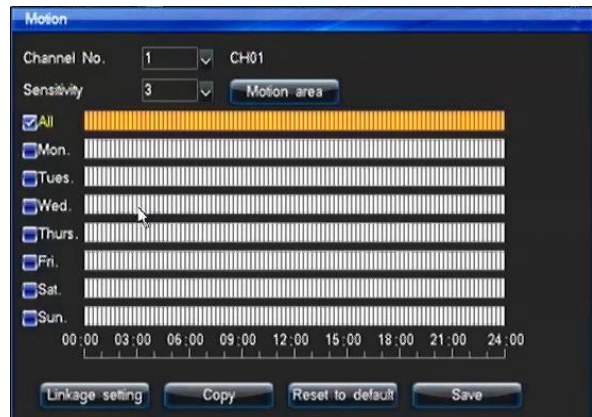 Motion
Channel No. 1 CH01
Sensitivity 3 Motion area
All
Mon.
Tues.
Wed.
Thurs.
Fri.
Sat.
Sun.
00:00 03:00 06:00 09:00 12:00 15:00 18:00 21:00 24:00
Linkage setting Copy Reset to default Save